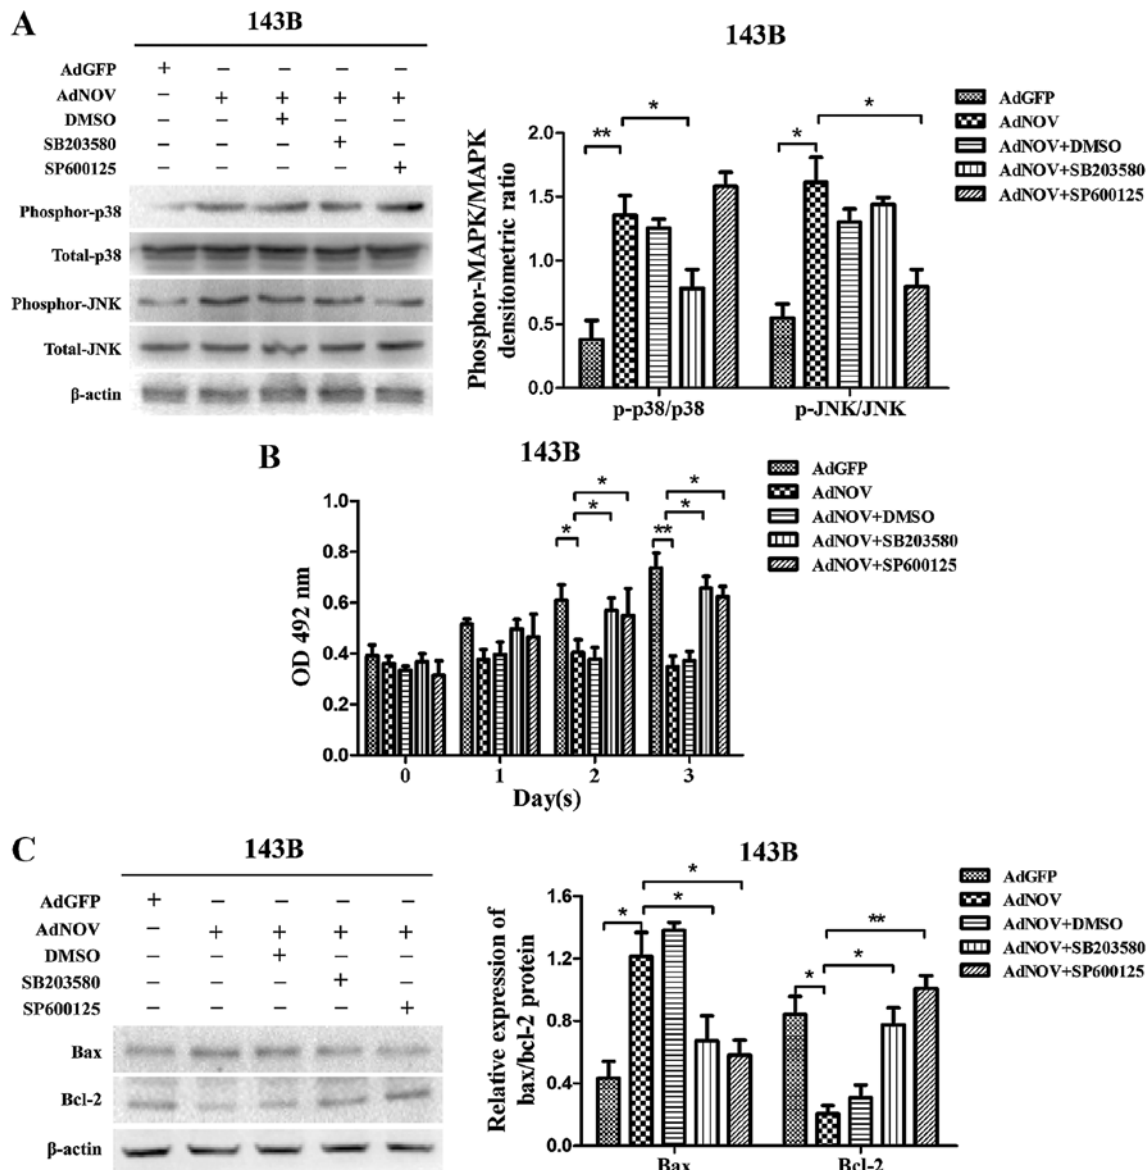 A
143B
AdGFP + − − − −
AdNOV − + + + +
DMSO − − + − −
SB203580 − − − + −
SP600125 − − − − +
Phosphor-p38
Total-p38
Phosphor-JNK
Total-JNK
β-actin
143B
Phosphor-MAPK/MAPK
densitometric ratio
2.0
1.5
1.0
0.5
0.0
** * * *
p-p38/p38 p-JNK/JNK
AdGFP
AdNOV
AdNOV+DMSO
AdNOV+SB203580
AdNOV+SP600125
B
143B
OD 492 nm
1.0
0.8
0.6
0.4
0.2
0.0
* * * ** * *
0 1 2 3
Day(s)
AdGFP
AdNOV
AdNOV+DMSO
AdNOV+SB203580
AdNOV+SP600125
C
143B
AdGFP + − − − −
AdNOV − + + + +
DMSO − − + − −
SB203580 − − − + −
SP600125 − − − − +
Bax
Bcl-2
β-actin
143B
Relative expression of
bax/bcl-2 protein
1.6
1.2
0.8
0.4
0.0
* * * * * **
Bax Bcl-2
AdGFP
AdNOV
AdNOV+DMSO
AdNOV+SB203580
AdNOV+SP600125